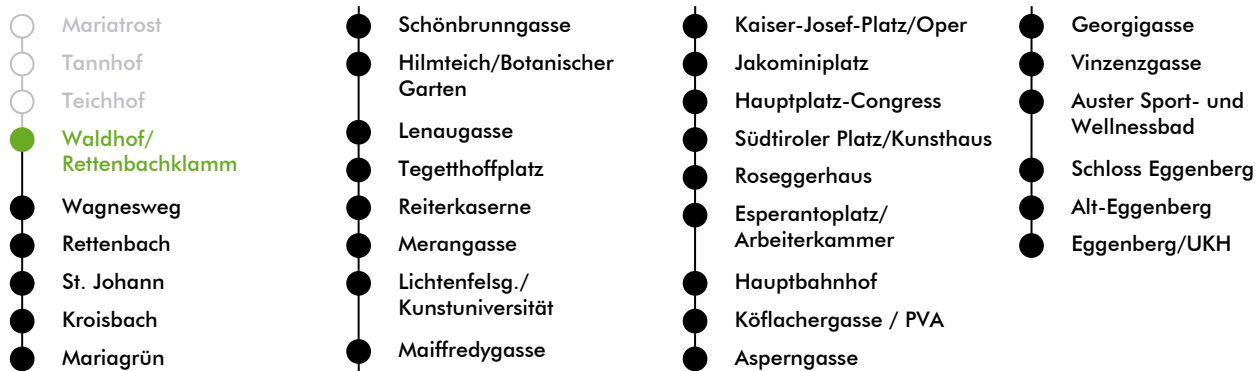 Mariatrost
Tannhof
Teichhof
Waldhof/
Rettenbachklamm
Wagnesweg
Rettenbach
St. Johann
Kroisbach
Mariagrün
Schönbrunngasse
Hilmteich/Botanischer
Garten
Lenaugasse
Tegetthoffplatz
Reiterkaserne
Merangasse
Lichtenfelsg./
Kunstuniversität
Maiffredygasse
Kaiser-Josef-Platz/Oper
Jakominiplatz
Hauptplatz-Congress
Südtiroler Platz/Kunsthaus
Roseggerhaus
Esperantoplatz/
Arbeiterkammer
Hauptbahnhof
Köflachergasse / PVA
Asperngasse
Georgigasse
Vinzenzgasse
Auster Sport- und
Wellnessbad
Schloss Eggenberg
Alt-Eggenberg
Eggenberg/UKH